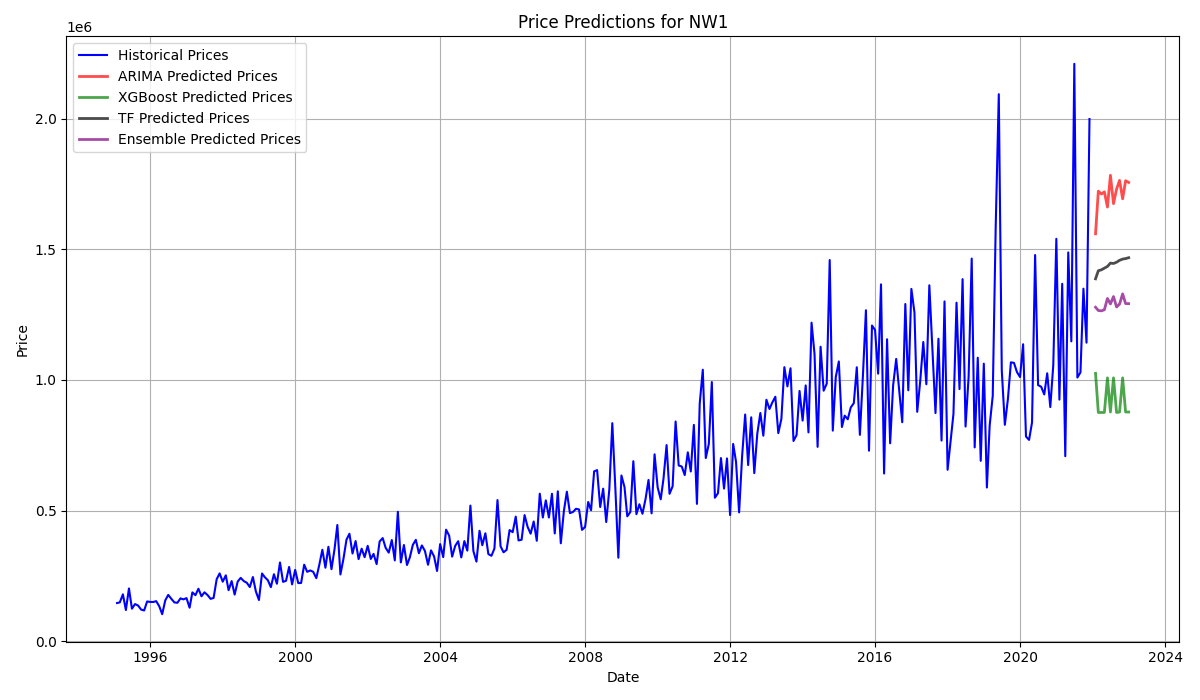 Price Predictions for NW1
1e6
Historical Prices
ARIMA Predicted Prices
XGBoost Predicted Prices
TF Predicted Prices
Ensemble Predicted Prices
2.0
1.5
1.0
0.5
0.0
Price
1996
2000
2004
2008
2012
2016
2020
2024
Date